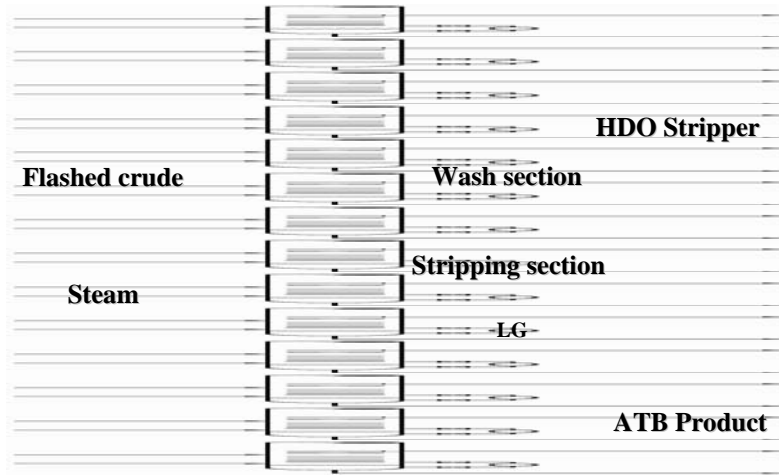 HDO Stripper
Flashed crude
Wash section
Stripping section
Steam
LG
ATB Product